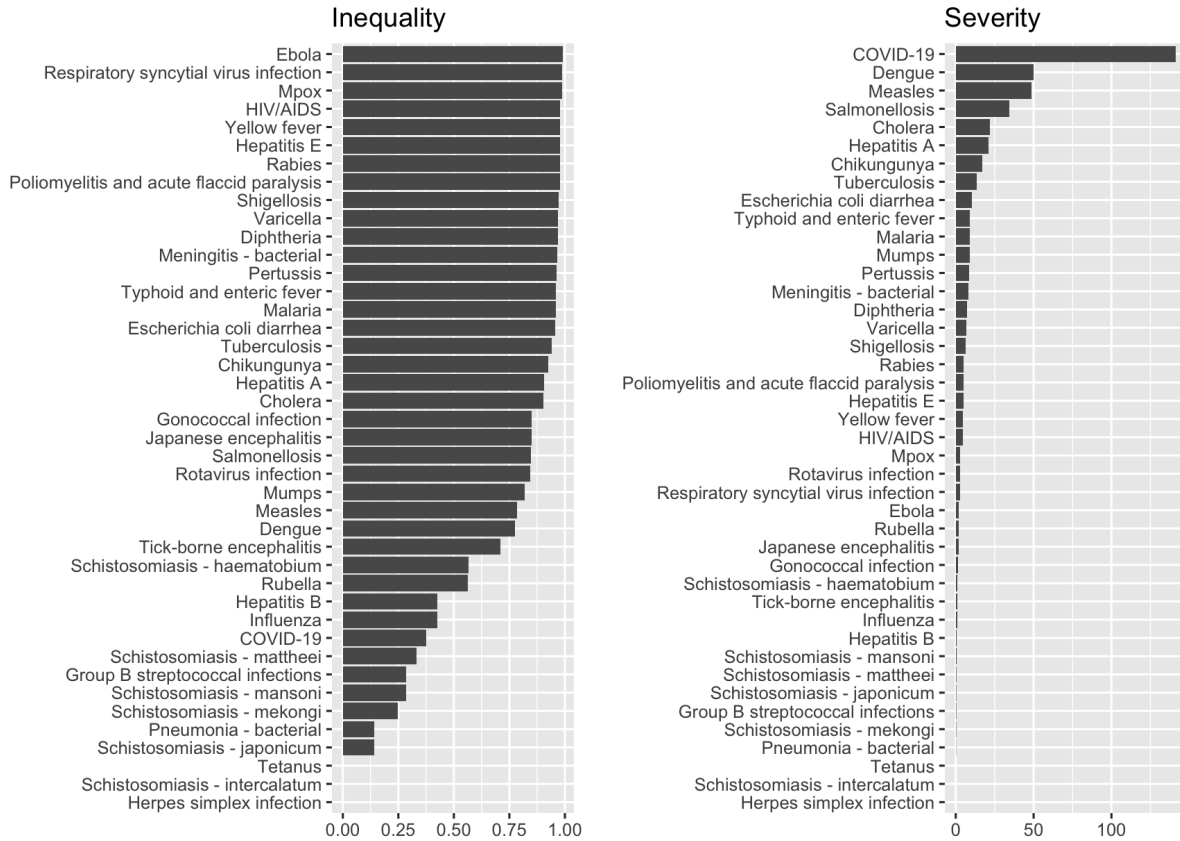 Inequality
Ebola
Respiratory syncytial virus infection
Mpox
HIV/AIDS
Yellow fever
Hepatitis E
Rabies
Poliomyelitis and acute flaccid paralysis
Shigellosis
Varicella
Diphtheria
Meningitis - bacterial
Pertussis
Typhoid and enteric fever
Malaria
Escherichia coli diarrhea
Tuberculosis
Chikungunya
Hepatitis A
Cholera
Gonococcal infection
Japanese encephalitis
Salmonellosis
Rotavirus infection
Mumps
Measles
Dengue
Tick-borne encephalitis
Schistosomiasis - haematobium
Rubella
Hepatitis B
Influenza
COVID-19
Schistosomiasis - mattheei
Group B streptococcal infections
Schistosomiasis - mansoni
Schistosomiasis - mekongi
Pneumonia - bacterial
Schistosomiasis - japonicum
Tetanus
Schistosomiasis - intercalatum
Herpes simplex infection
0.00 0.25 0.50 0.75 1.00
Severity
COVID-19
Dengue
Measles
Salmonellosis
Cholera
Hepatitis A
Chikungunya
Tuberculosis
Escherichia coli diarrhea
Typhoid and enteric fever
Malaria
Mumps
Pertussis
Meningitis - bacterial
Diphtheria
Varicella
Shigellosis
Rabies
Poliomyelitis and acute flaccid paralysis
Hepatitis E
Yellow fever
HIV/AIDS
Mpox
Rotavirus infection
Respiratory syncytial virus infection
Ebola
Rubella
Japanese encephalitis
Gonococcal infection
Schistosomiasis - haematobium
Tick-borne encephalitis
Influenza
Hepatitis B
Schistosomiasis - mansoni
Schistosomiasis - mattheei
Schistosomiasis - japonicum
Group B streptococcal infections
Schistosomiasis - mekongi
Pneumonia - bacterial
Tetanus
Schistosomiasis - intercalatum
Herpes simplex infection
0 50 100